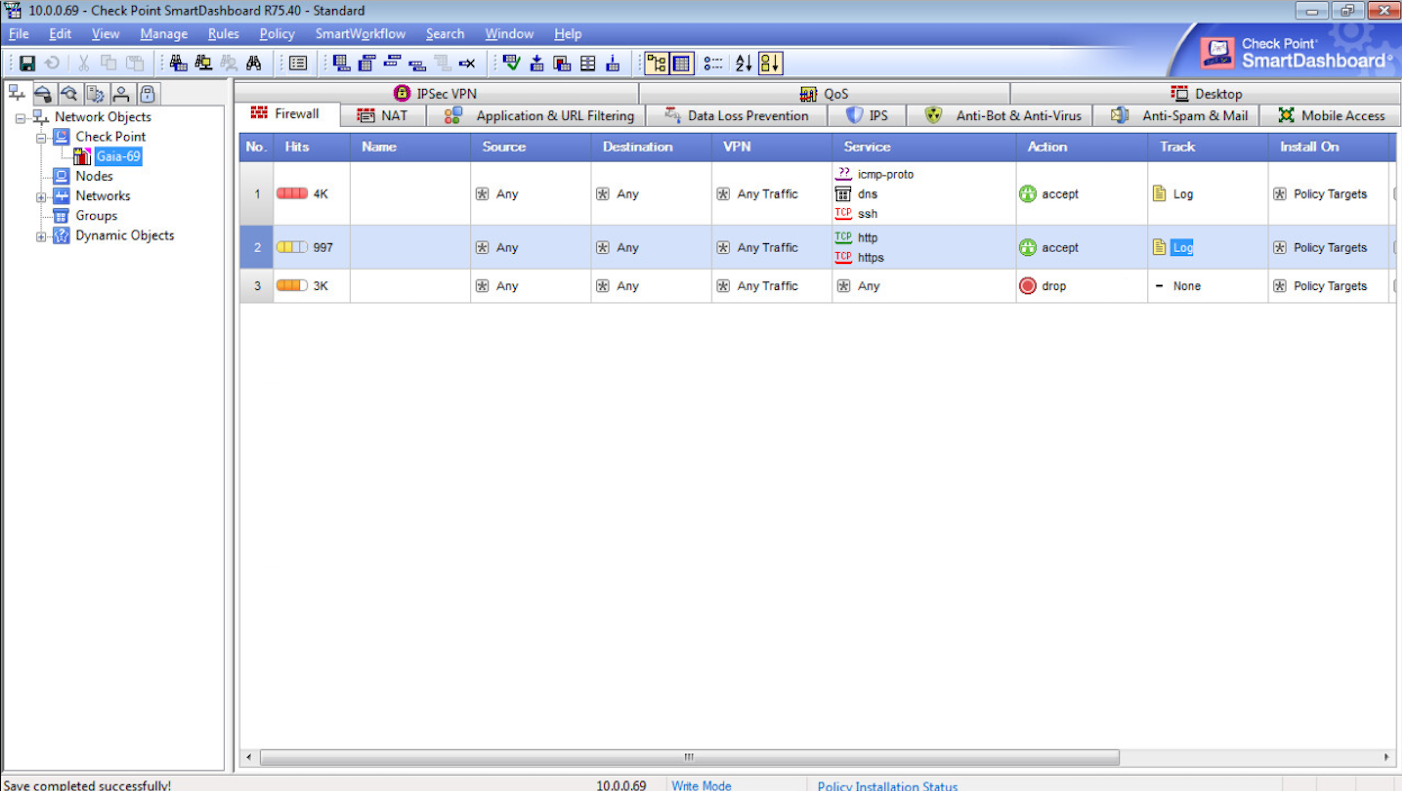 10.0.0.69 - Check Point SmartDashboard R75.40 - Standard
File Edit View Manage Rules Policy SmartWorkflow Search Window Help
Check Point
SmartDashboard
IPSec VPN QoS Desktop
Firewall NAT Application & URL Filtering Data Loss Prevention IPS Anti-Bot & Anti-Virus Anti-Spam & Mail Mobile Access
Network Objects
Check Point
Gaia-69
Nodes
Networks
Groups
Dynamic Objects
No. Hits Name Source Destination VPN Service Action Track Install On
1 4K Any Any Any Traffic ?? icmp-proto accept Log Policy Targets
dns
TCP ssh
2 997 Any Any Any Traffic TCP http accept Log Policy Targets
TCP https
3 3K Any Any Any Traffic Any drop - None Policy Targets
Save completed successfully! 10.0.0.69 Write Mode Policy Installation Status